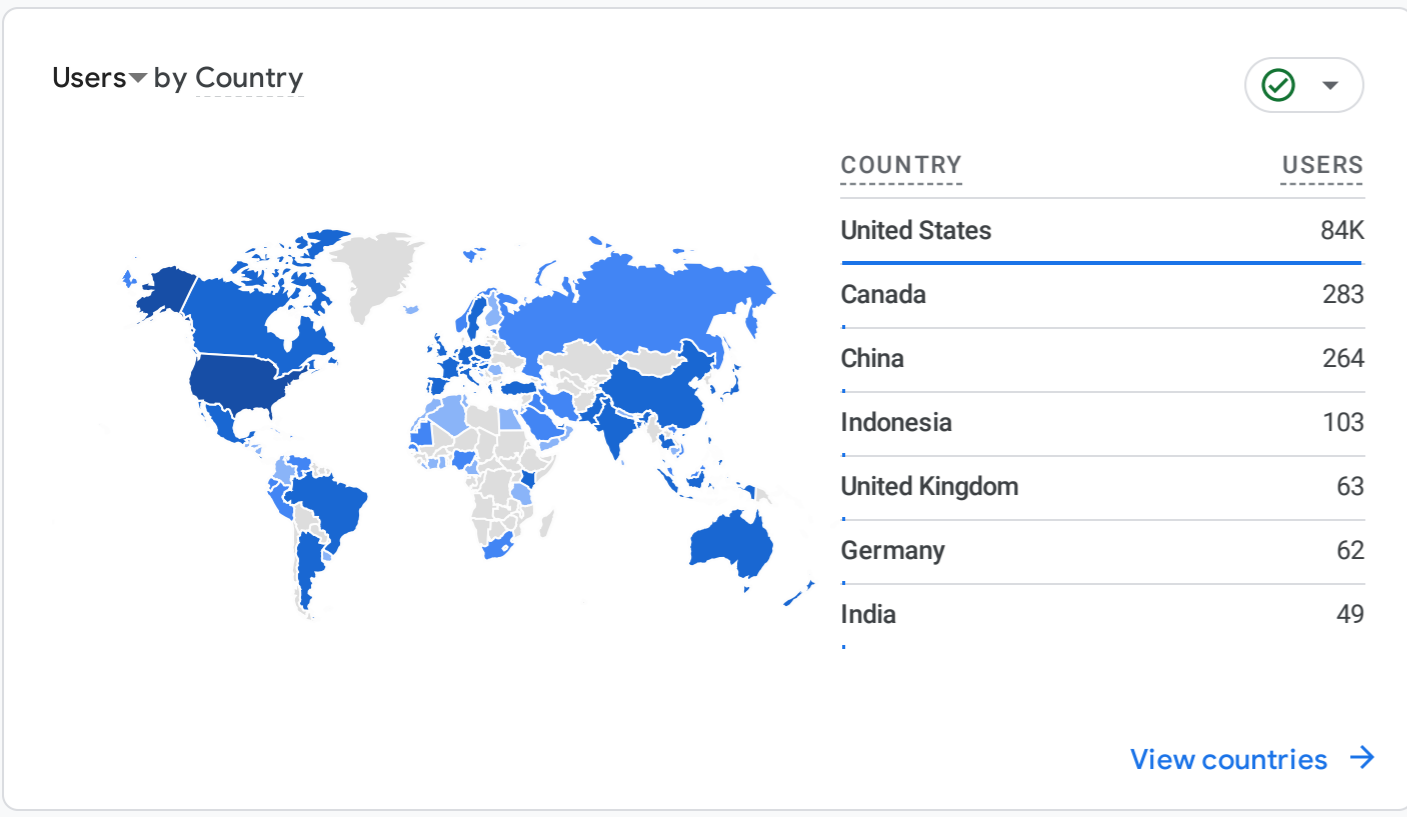 Users by Country
COUNTRY USERS
United States 84K
Canada 283
China 264
Indonesia 103
United Kingdom 63
Germany 62
India 49
View countries